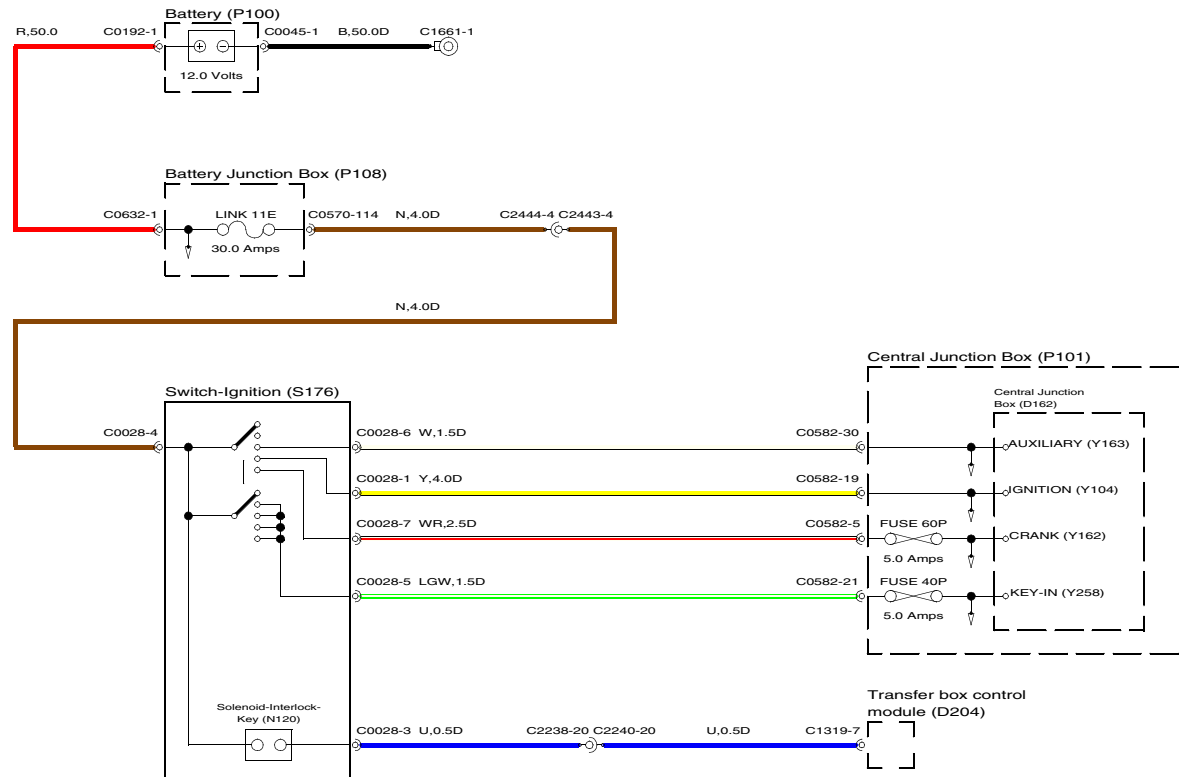 Battery (P100)
R,50.0
C0192-1
C0045-1
B,50.0D
C1661-1
12.0 Volts
Battery Junction Box (P108)
C0632-1
LINK 11E
C0570-114
N,4.0D
C2444-4
C2443-4
30.0 Amps
N,4.0D
Central Junction Box (P101)
Switch-Ignition (S176)
Central Junction
Box (D162)
C0028-4
C0028-6
W,1.5D
C0582-30
AUXILIARY (Y163)
C0028-1
Y,4.0D
C0582-19
IGNITION (Y104)
C0028-7
WR,2.5D
C0582-5
FUSE 60P
CRANK (Y162)
5.0 Amps
C0028-5
LGW,1.5D
C0582-21
FUSE 40P
KEY-IN (Y258)
5.0 Amps
Transfer box control
module (D204)
Solenoid-Interlock-
Key (N120)
C0028-3
U,0.5D
C2238-20
C2240-20
U,0.5D
C1319-7